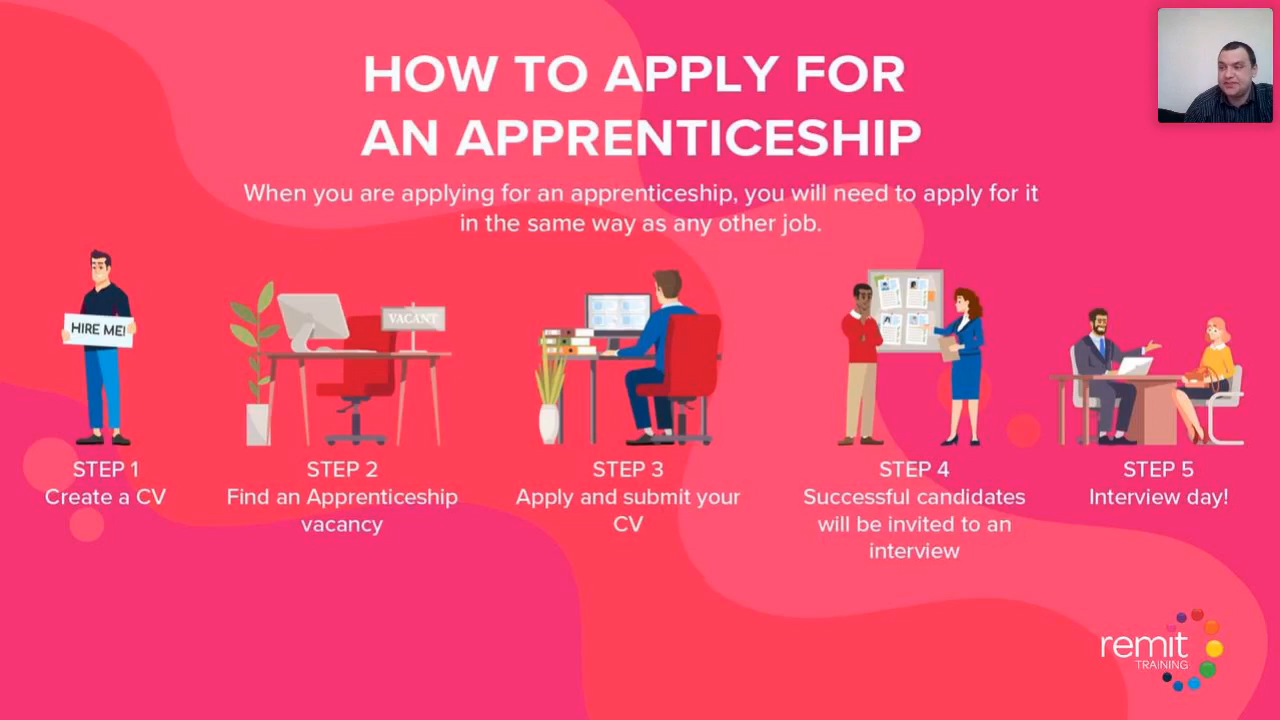 HOW TO APPLY FOR
AN APPRENTICESHIP
When you are applying for an apprenticeship, you will need to apply for it
in the same way as any other job.
HIRE ME!
VACANT
STEP 1
Create a CV
STEP 2
Find an Apprenticeship
vacancy
STEP 3
Apply and submit your
CV
STEP 4
Successful candidates
will be invited to an
interview
STEP 5
Interview day!
remit
TRAINING